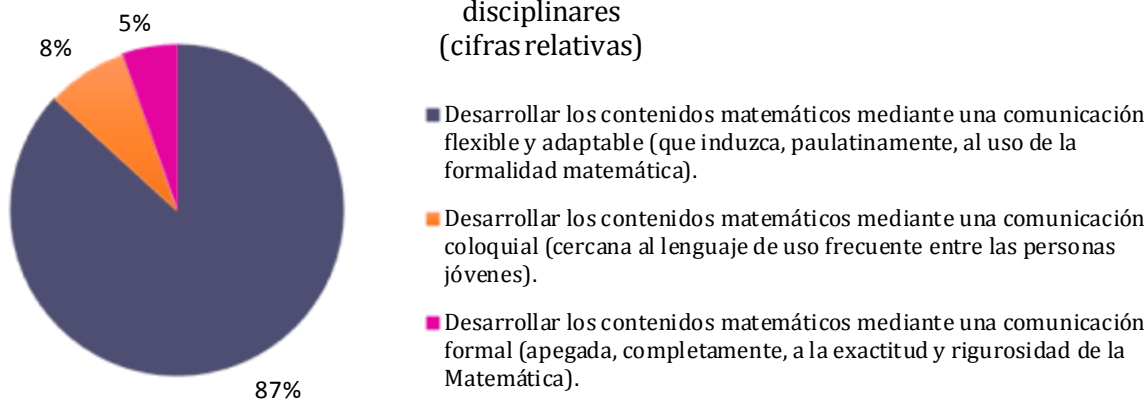 disciplinares
(cifras relativas)
5%
8%
87%
Desarrollar los contenidos matemáticos mediante una comunicación
flexible y adaptable (que induzca, paulatinamente, al uso de la
formalidad matemática).
Desarrollar los contenidos matemáticos mediante una comunicación
coloquial (cercana al lenguaje de uso frecuente entre las personas
jóvenes).
Desarrollar los contenidos matemáticos mediante una comunicación
formal (apegada, completamente, a la exactitud y rigurosidad de la
Matemática).